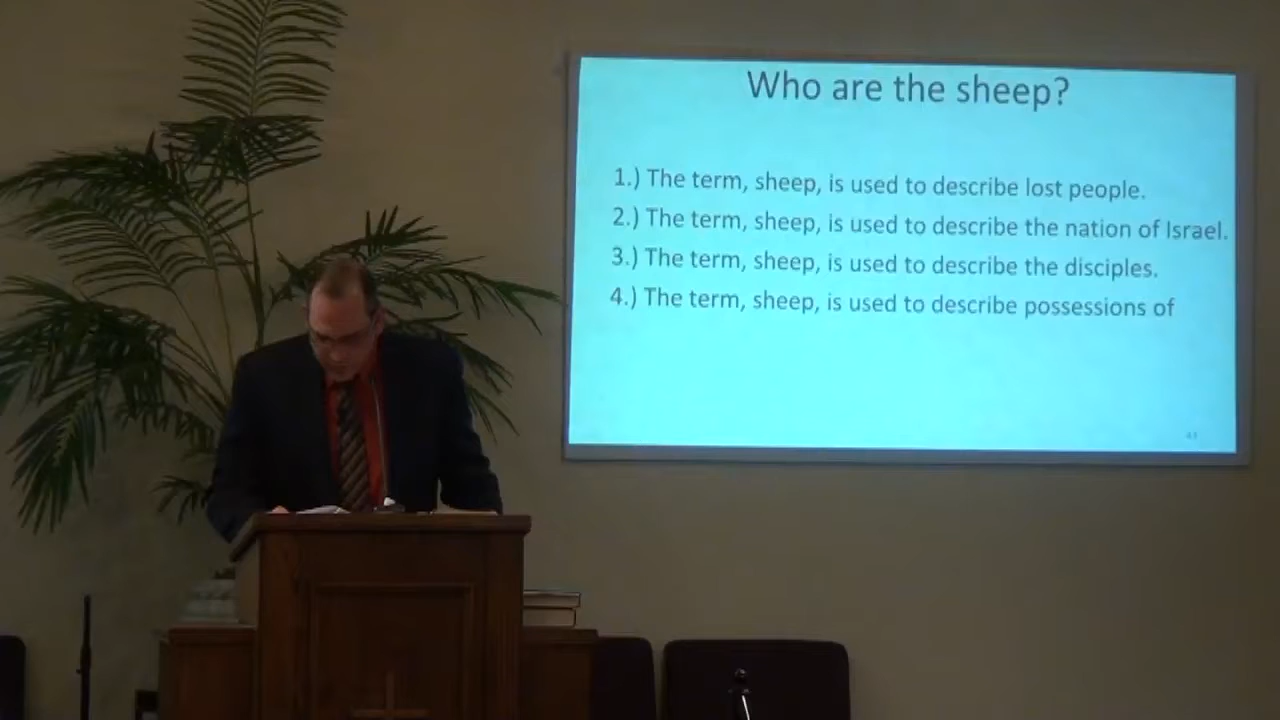 Who are the sheep?
1.) The term, sheep, is used to describe lost people.
2.) The term, sheep, is used to describe the nation of Israel.
3.) The term, sheep, is used to describe the disciples.
4.) The term, sheep, is used to describe possessions of